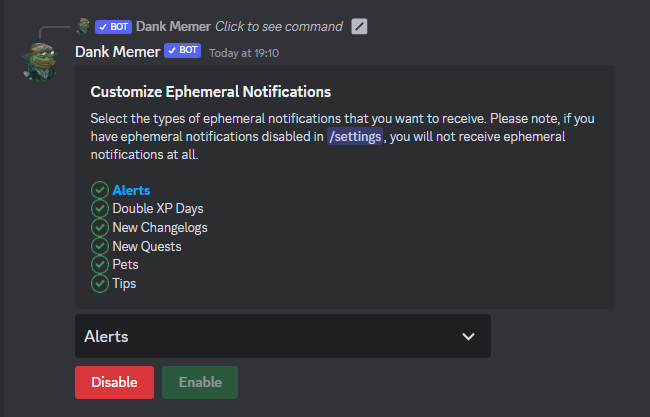 BOT Dank Memer Click to see command
Dank Memer BOT Today at 19:10
Customize Ephemeral Notifications
Select the types of ephemeral notifications that you want to receive. Please note, if you
have ephemeral notifications disabled in /settings, you will not receive ephemeral
notifications at all.
Alerts
Double XP Days
New Changelogs
New Quests
Pets
Tips
Alerts
Disable Enable